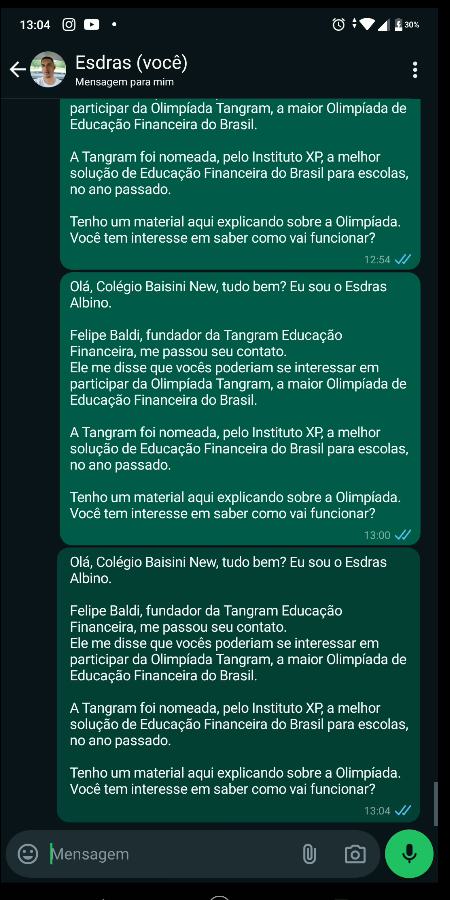 13:04
30%
Esdras (você)
Mensagem para mim
participar da Olimpíada Tangram, a maior Olimpíada de
Educação Financeira do Brasil.
A Tangram foi nomeada, pelo Instituto XP, a melhor
solução de Educação Financeira do Brasil para escolas,
no ano passado.
Tenho um material aqui explicando sobre a Olimpíada.
Você tem interesse em saber como vai funcionar?
12:54
Olá, Colégio Baisini New, tudo bem? Eu sou o Esdras
Albino.
Felipe Baldi, fundador da Tangram Educação
Financeira, me passou seu contato.
Ele me disse que vocês poderiam se interessar em
participar da Olimpíada Tangram, a maior Olimpíada de
Educação Financeira do Brasil.
A Tangram foi nomeada, pelo Instituto XP, a melhor
solução de Educação Financeira do Brasil para escolas,
no ano passado.
Tenho um material aqui explicando sobre a Olimpíada.
Você tem interesse em saber como vai funcionar?
13:00
Olá, Colégio Baisini New, tudo bem? Eu sou o Esdras
Albino.
Felipe Baldi, fundador da Tangram Educação
Financeira, me passou seu contato.
Ele me disse que vocês poderiam se interessar em
participar da Olimpíada Tangram, a maior Olimpíada de
Educação Financeira do Brasil.
A Tangram foi nomeada, pelo Instituto XP, a melhor
solução de Educação Financeira do Brasil para escolas,
no ano passado.
Tenho um material aqui explicando sobre a Olimpíada.
Você tem interesse em saber como vai funcionar?
13:04
Mensagem